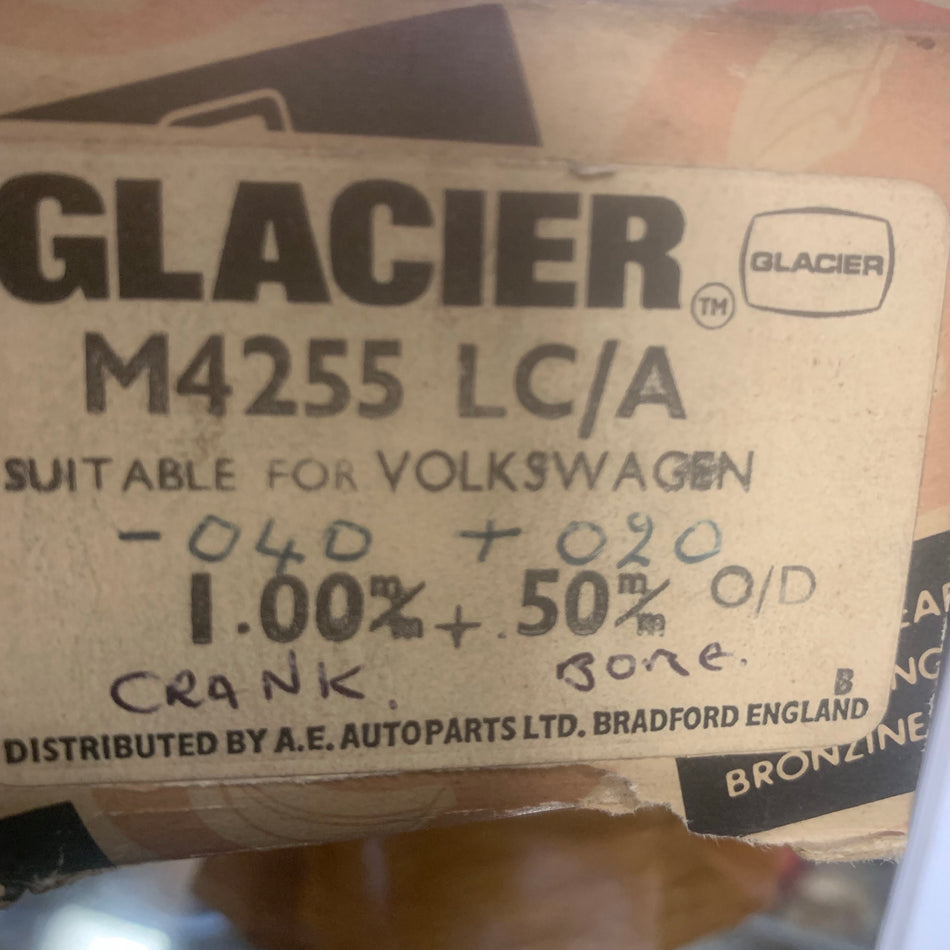 GLACIER TM GLACIER
M4255 LC/A
SUITABLE FOR VOLKSWAGEN
-040 +020
1.00m/m + .50m/m O/D
CRANK. BORE.
B
DISTRIBUTED BY A.E. AUTOPARTS LTD. BRADFORD ENGLAND
BRONZINE